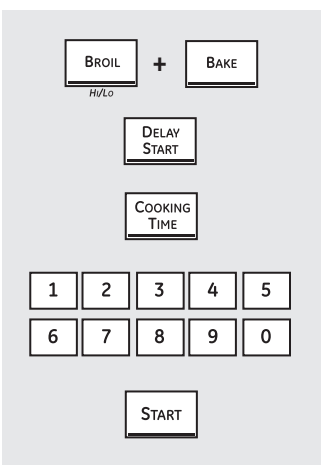 BROIL + BAKE
HI/LO
DELAY
START
COOKING
TIME
1 2 3 4 5
6 7 8 9 0
START